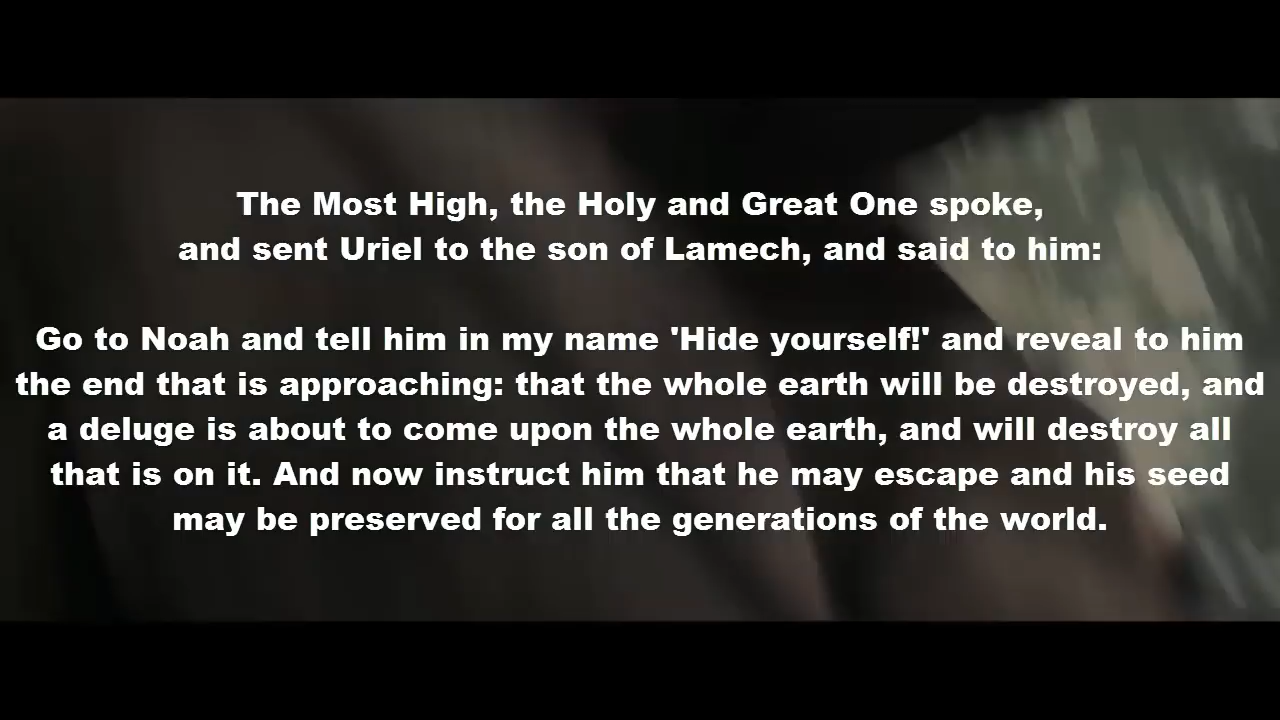 The Most High, the Holy and Great One spoke,
and sent Uriel to the son of Lamech, and said to him:
Go to Noah and tell him in my name 'Hide yourself!' and reveal to him
the end that is approaching: that the whole earth will be destroyed, and
a deluge is about to come upon the whole earth, and will destroy all
that is on it. And now instruct him that he may escape and his seed
may be preserved for all the generations of the world.